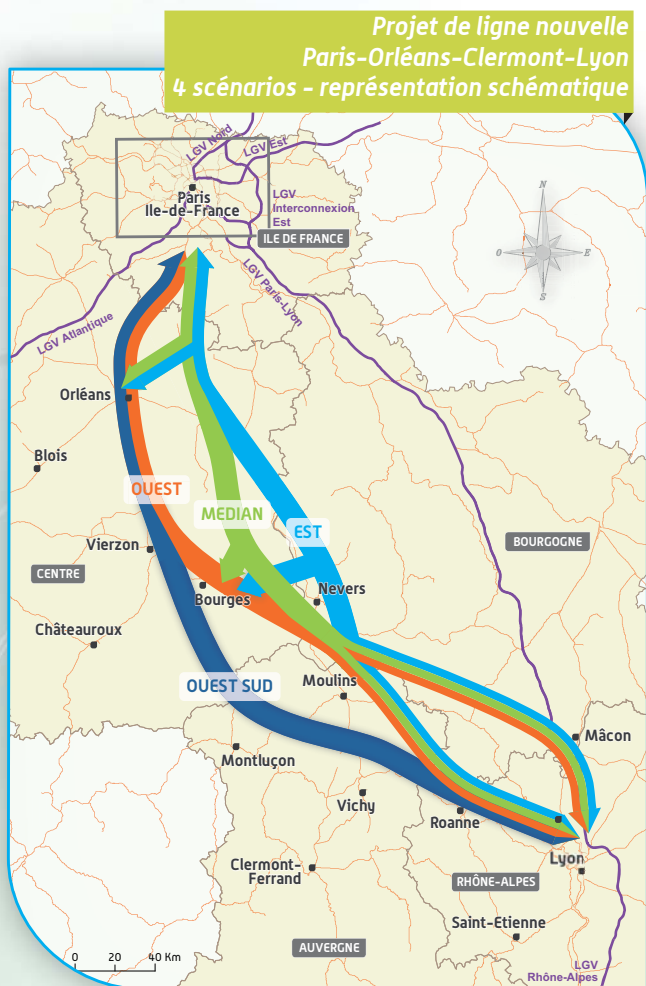 Projet de ligne nouvelle
Paris-Orléans-Clermont-Lyon
4 scénarios - représentation schématique
LGV Nord
LGV Est
Paris
Ile-de-France
LGV
Interconnexion
Est
ILE DE FRANCE
N
O
E
S
LGV Paris-Lyon
LGV Atlantique
Orléans
Blois
OUEST
MEDIAN
EST
Vierzon
BOURGOGNE
CENTRE
Nevers
Bourges
Châteauroux
OUEST SUD
Moulins
Mâcon
Montluçon
Vichy
Roanne
Lyon
Clermont-
Ferrand
RHÔNE-ALPES
Saint-Etienne
AUVERGNE
0 20 40 Km
LGV
Rhône-Alpes